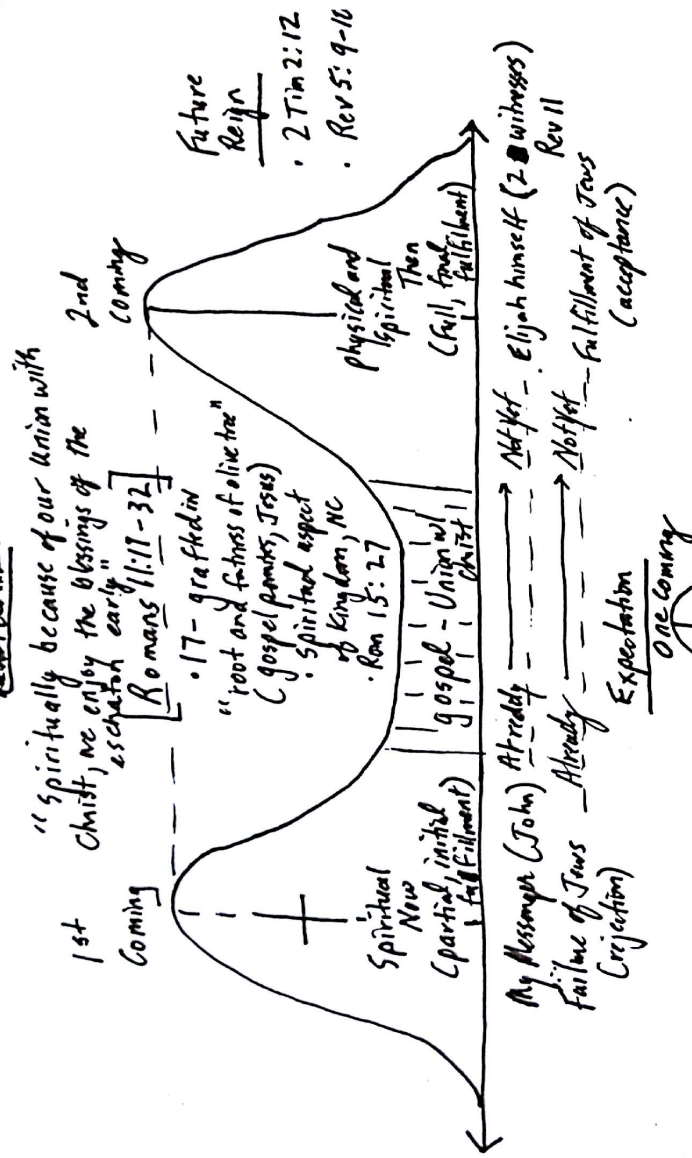 "Spiritually because of our Union with
Christ, we enjoy the blessings of the
eschaton early"
[Romans 11:17-32]
1st
Coming
2nd
Coming
• 17 - grafted in
"root and fatness of olive tree"
(gospel promises, Jesus)
• Spiritual aspect
of Kingdom, NC
• Rom 15:27
Future
Reign
• 2 Tim 2:12
• Rev 5:9-10
Spiritual
Now
(partial, initial
fulfillment)
gospel - Union w/
Christ
Physical and
Spiritual
Then
(Full, final
fulfillment)
My Messenger (John) Already Not Yet Elijah himself (2 witnesses)
Rev 11
Failure of Jews Already Not Yet Fulfillment of Jews
(rejection) (acceptance)
Expectation
one coming